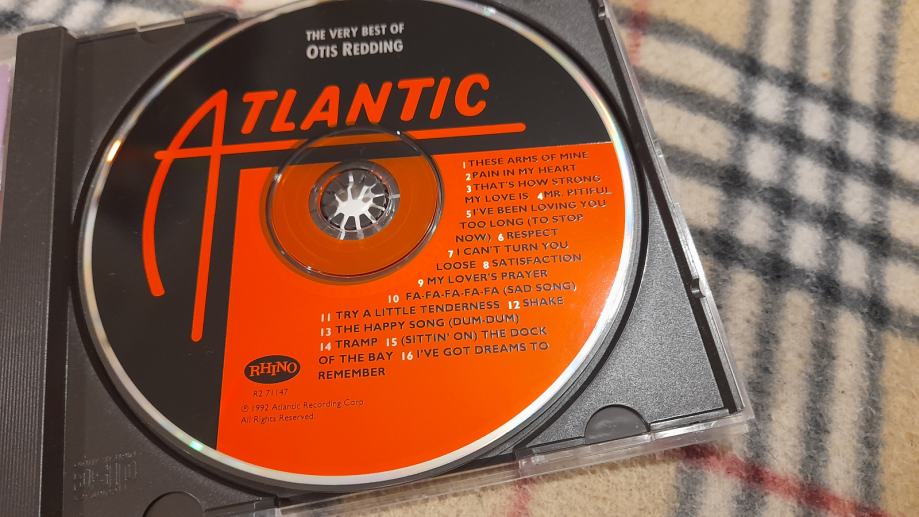 THE VERY BEST OF
OTIS REDDING
ATLANTIC
1 THESE ARMS OF MINE
2 PAIN IN MY HEART
3 THAT'S HOW STRONG
MY LOVE IS 4 MR. PITIFUL
5 I'VE BEEN LOVING YOU
TOO LONG (TO STOP
NOW) 6 RESPECT
7 I CAN'T TURN YOU
LOOSE 8 SATISFACTION
9 MY LOVER'S PRAYER
10 FA-FA-FA-FA-FA (SAD SONG)
11 TRY A LITTLE TENDERNESS 12 SHAKE
13 THE HAPPY SONG (DUM-DUM)
14 TRAMP 15 (SITTIN' ON) THE DOCK
OF THE BAY 16 I'VE GOT DREAMS TO
REMEMBER
RHINO
R2 71147
℗ 1992 Atlantic Recording Corp.
All Rights Reserved.